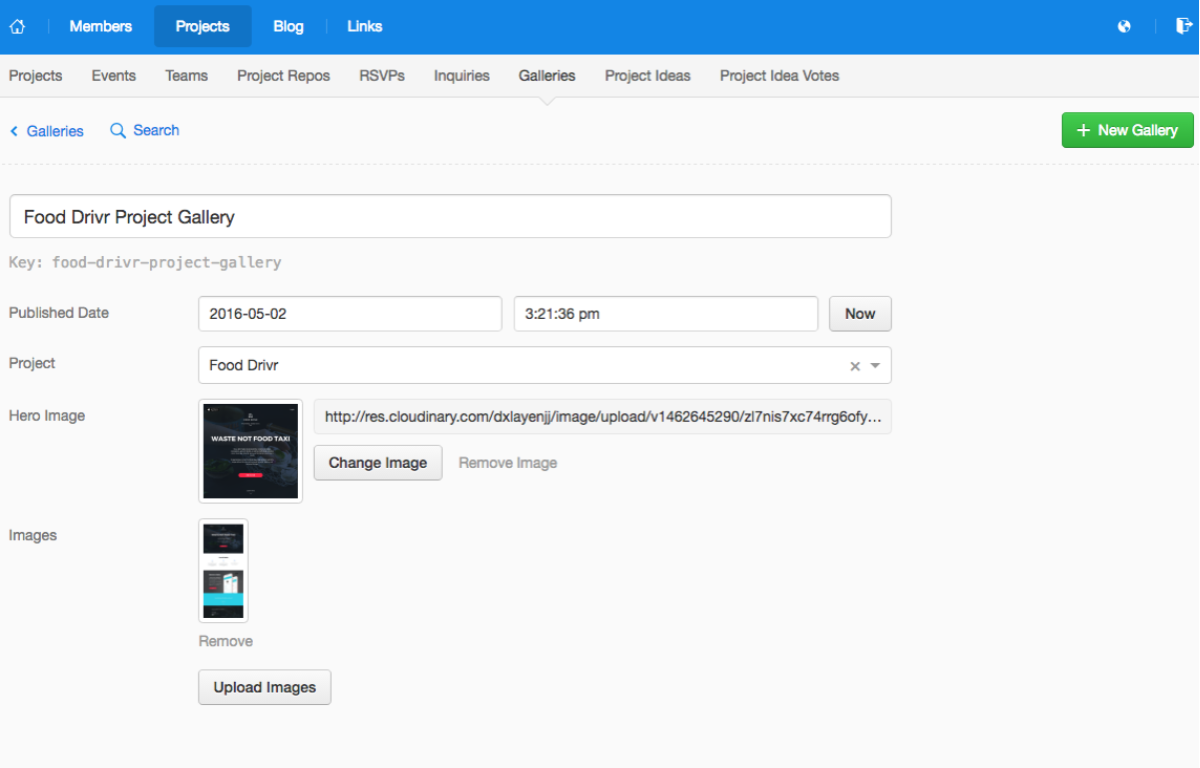 Members Projects Blog Links
Projects Events Teams Project Repos RSVPs Inquiries Galleries Project Ideas Project Idea Votes
Galleries Search + New Gallery
Food Drivr Project Gallery
Key: food-drivr-project-gallery
Published Date 2016-05-02 3:21:36 pm Now
Project Food Drivr
Hero Image http://res.cloudinary.com/dxlayenjj/image/upload/v1462645290/zl7nis7xc74rrg6ofy...
WASTE NOT FOOD TAXI
Change Image Remove Image
Images
Remove
Upload Images